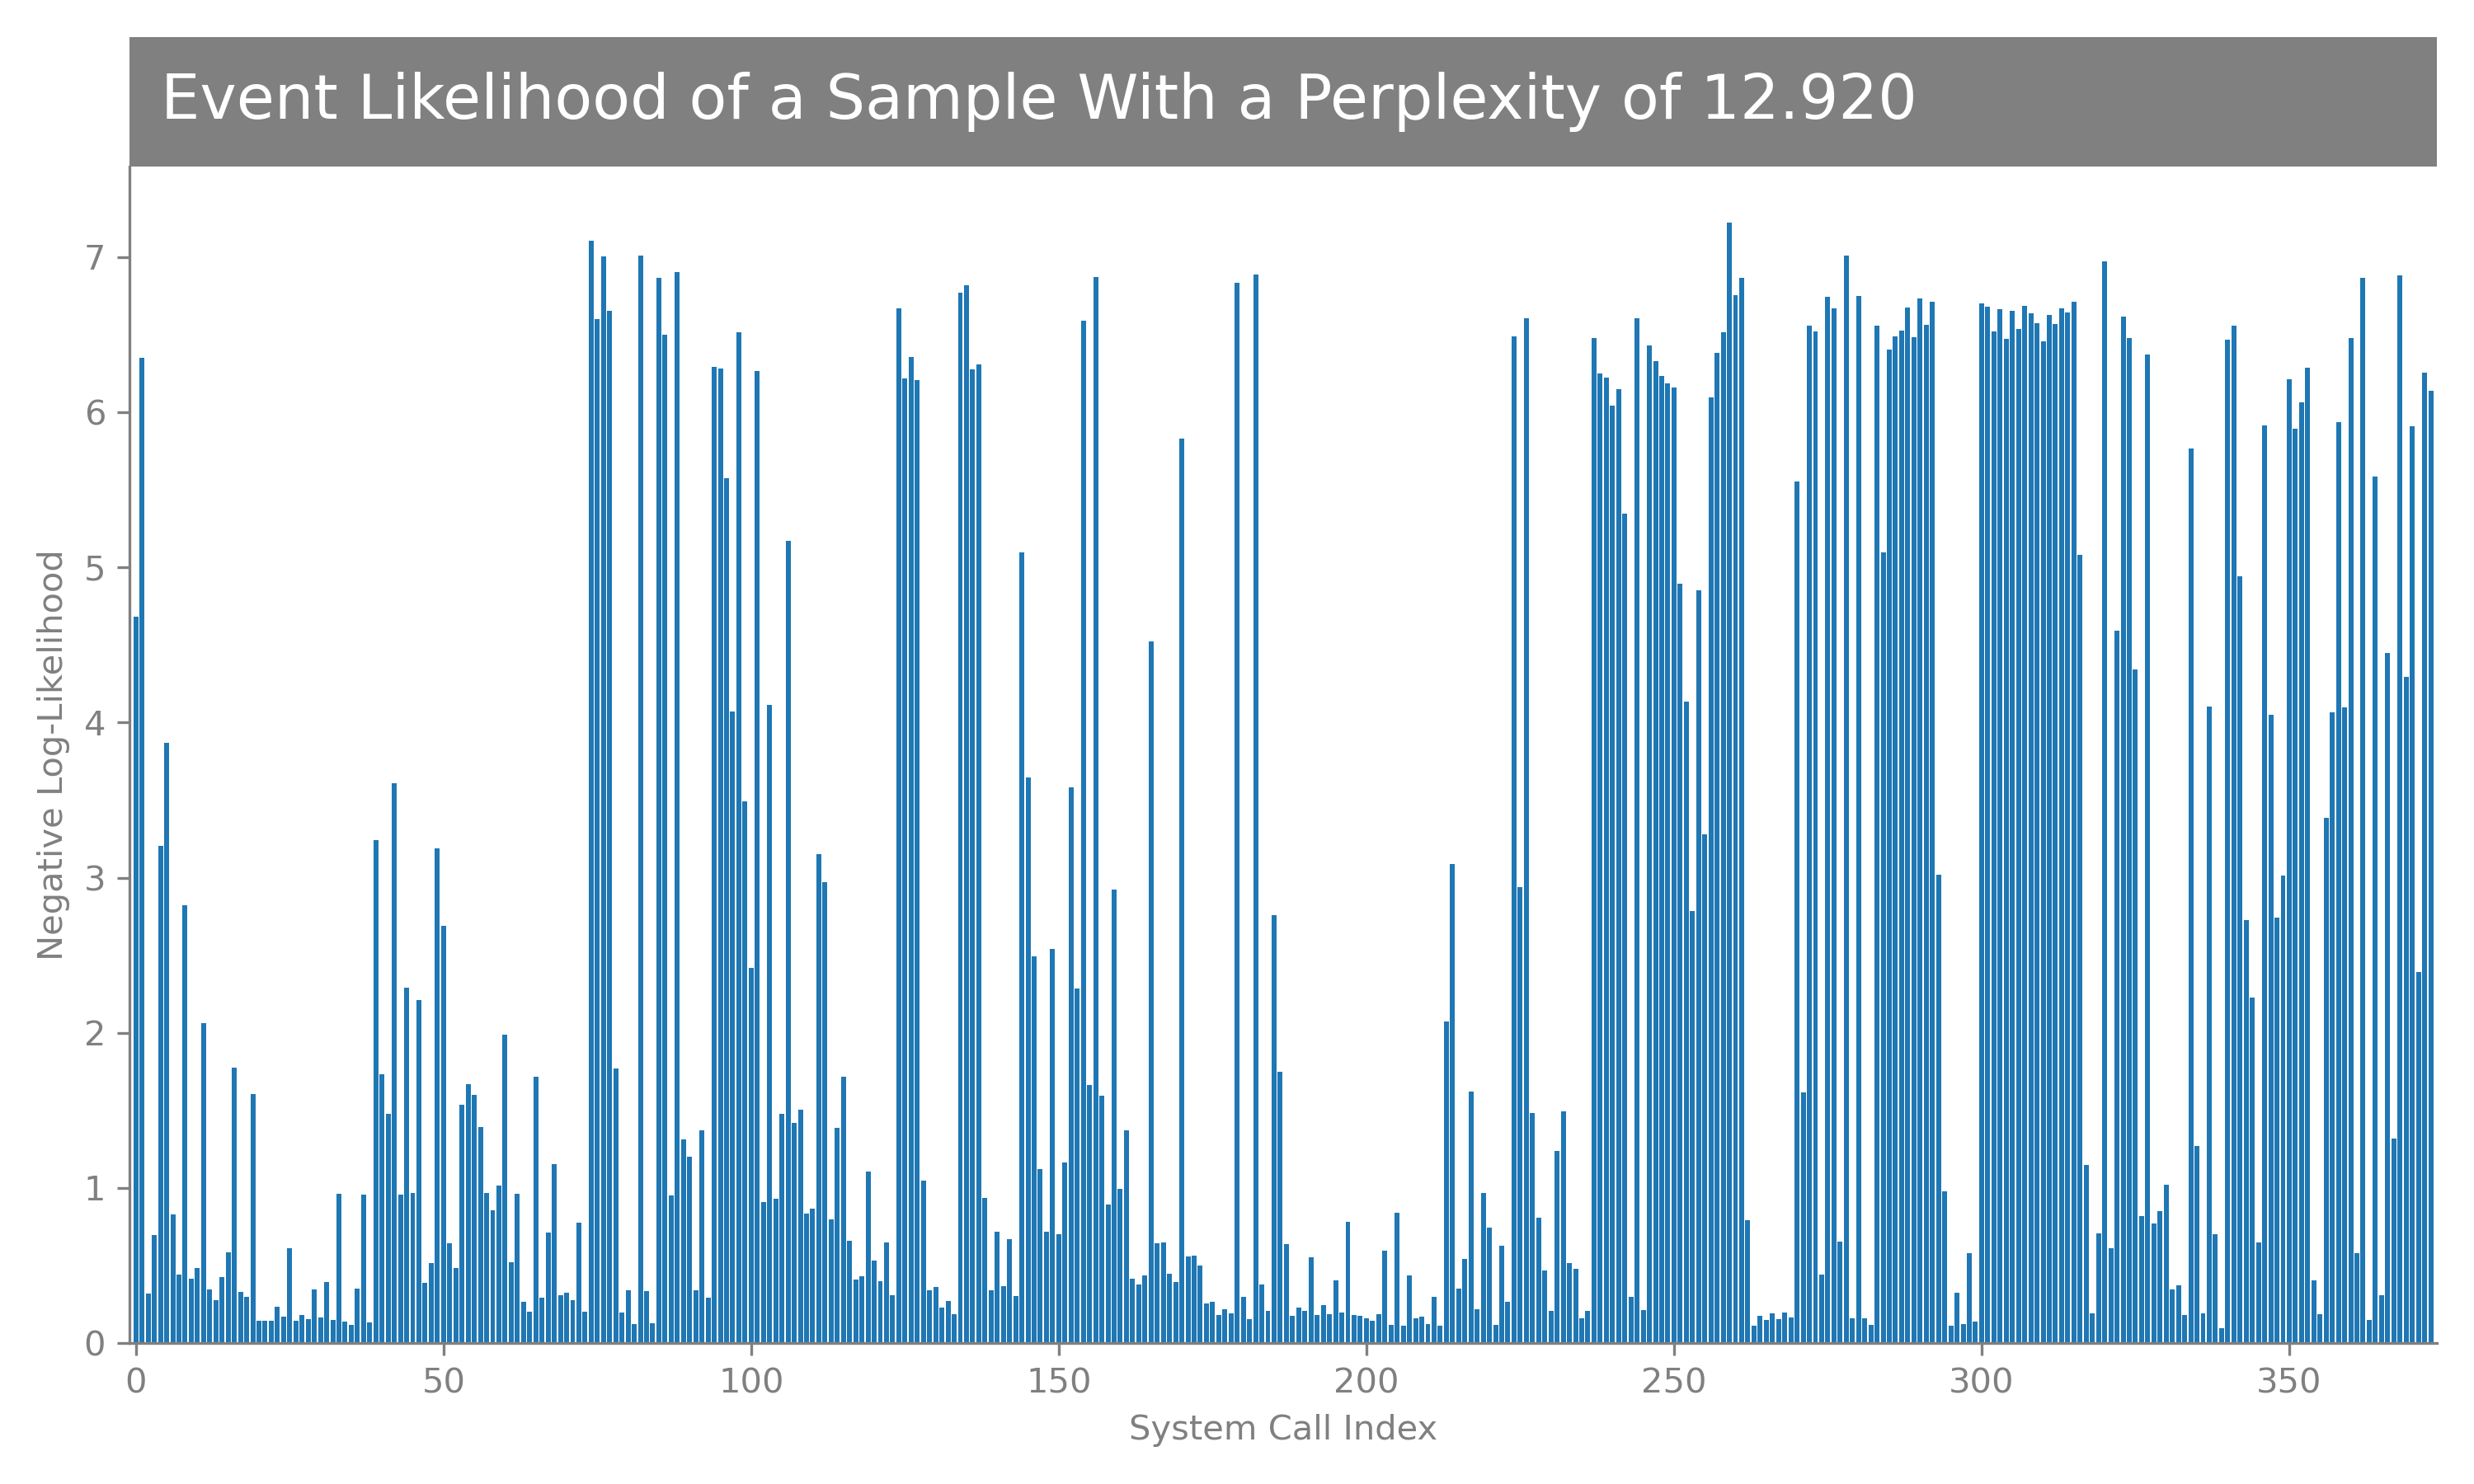 Event Likelihood of a Sample With a Perplexity of 12.920
Negative Log-Likelihood
7
6
5
4
3
2
1
0
0 50 100 150 200 250 300 350
System Call Index